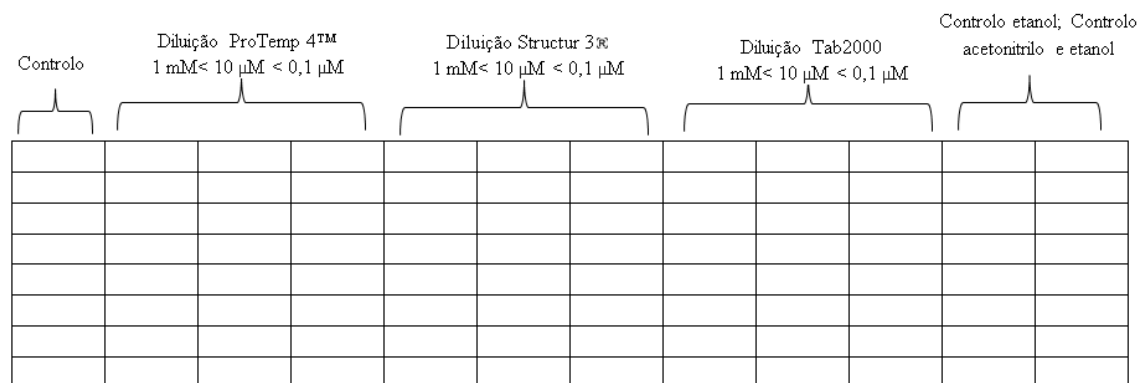 Controlo
Diluição ProTemp 4™
1 mM< 10 µM < 0,1 µM
Diluição Structur 3®
1 mM< 10 µM < 0,1 µM
Diluição Tab2000
1 mM< 10 µM < 0,1 µM
Controlo etanol; Controlo
acetonitrilo e etanol